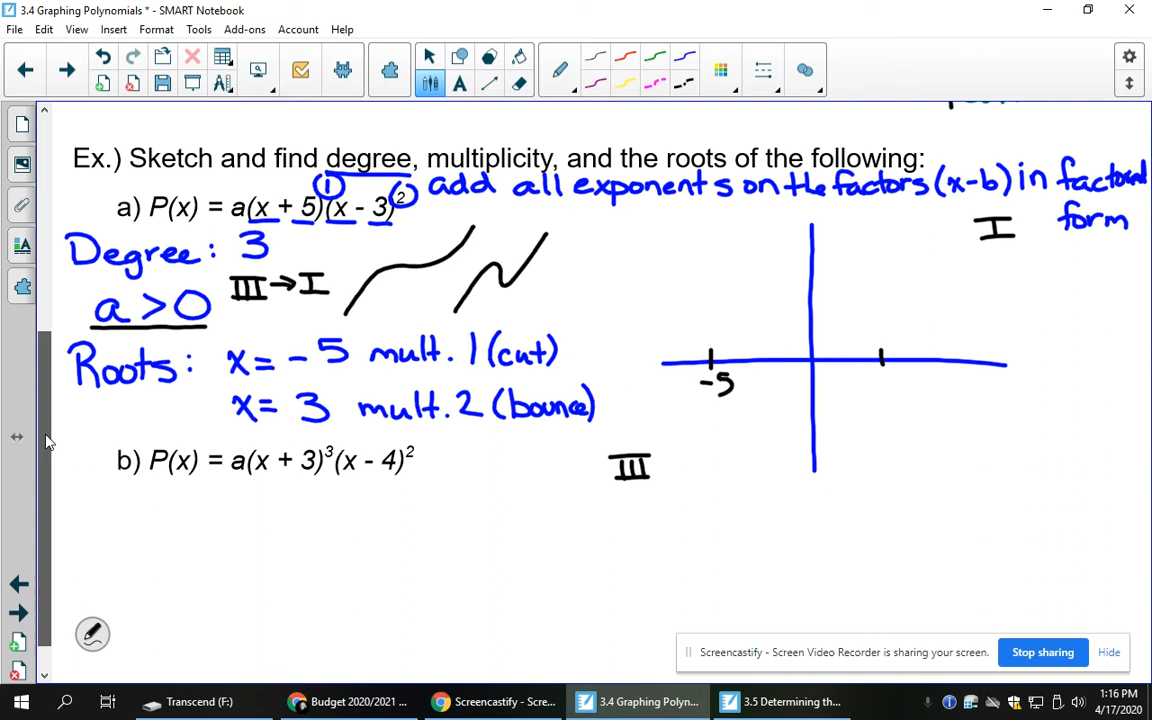 3.4 Graphing Polynomials * - SMART Notebook
File Edit View Insert Format Tools Add-ons Account Help
Ex.) Sketch and find degree, multiplicity, and the roots of the following:
① add all exponents on the factors (x-b) in factored form
a) P(x) = a(x + 5)(x - 3)²
I
Degree: 3
III → I
a > 0
Roots: x = -5 mult. 1 (cut)
-5
x = 3 mult. 2 (bounce)
b) P(x) = a(x + 3)³(x - 4)²
III
Screencastify - Screen Video Recorder is sharing your screen. Stop sharing Hide
Transcend (F:) Budget 2020/2021 ... Screencastify - Scre... 3.4 Graphing Polyno... 3.5 Determining th...
1:16 PM
4/17/2020